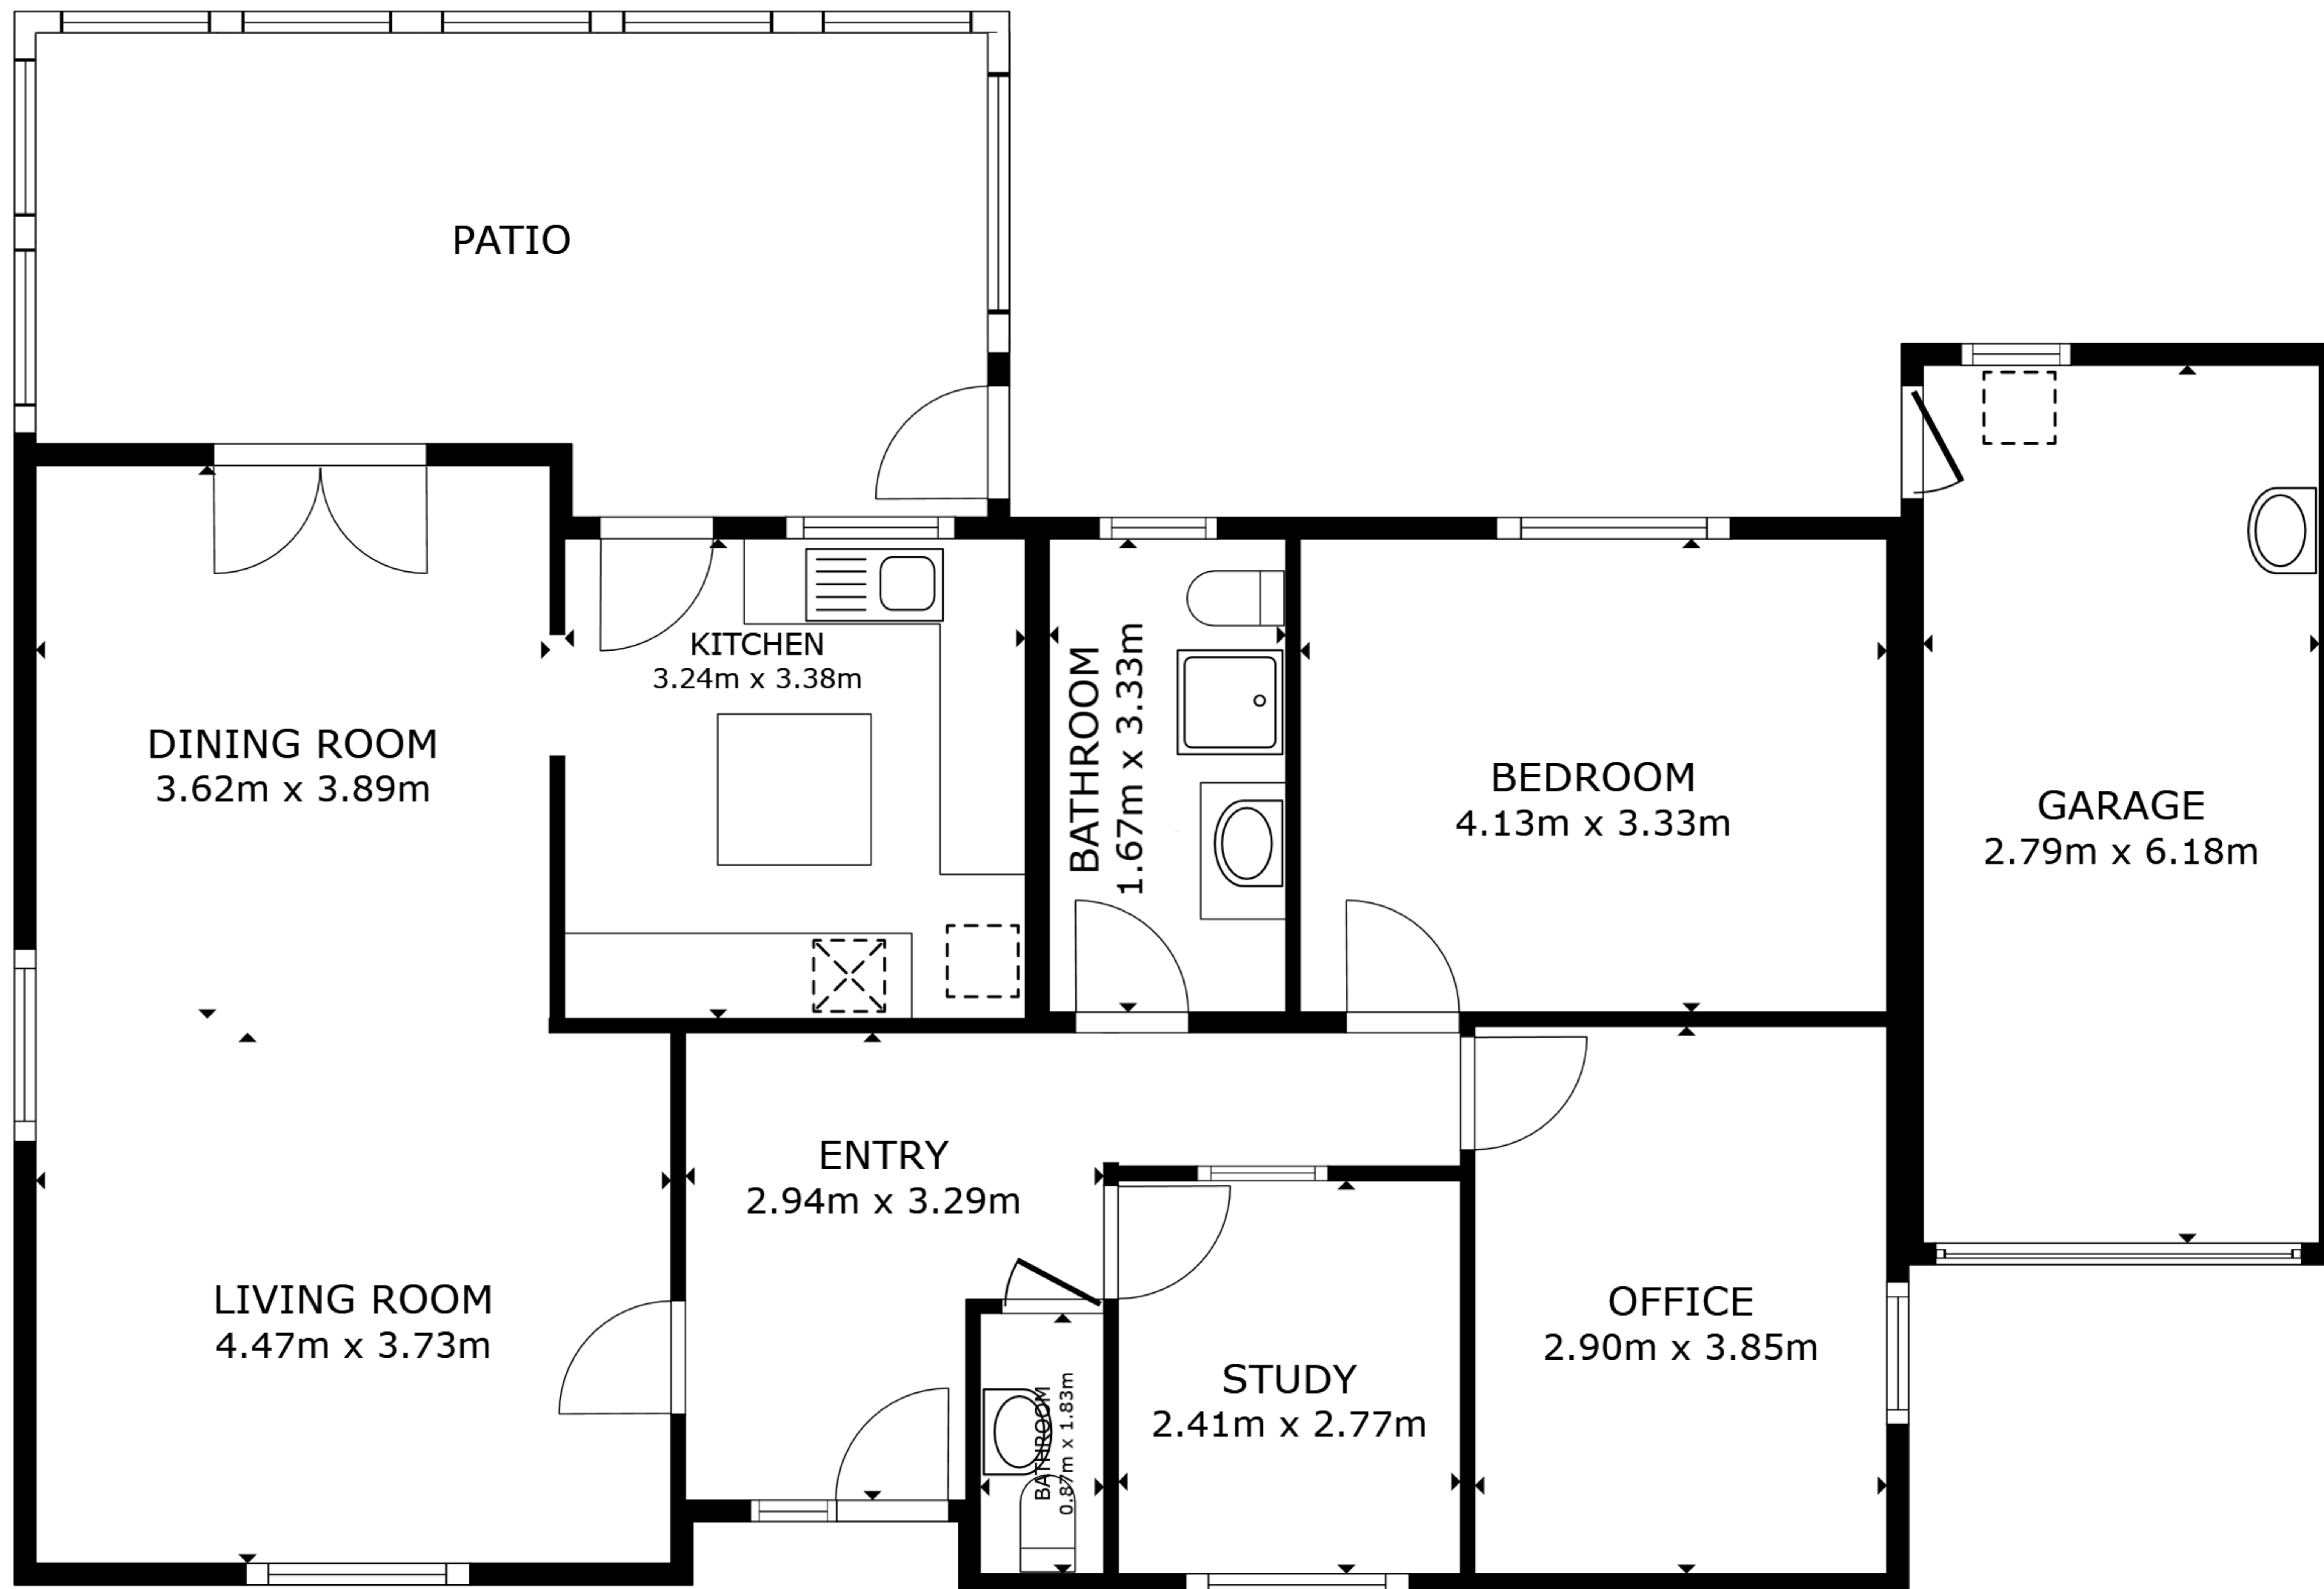 PATIO
KITCHEN
3.24m x 3.38m
DINING ROOM
3.62m x 3.89m
BATHROOM
1.67m x 3.33m
BEDROOM
4.13m x 3.33m
GARAGE
2.79m x 6.18m
ENTRY
2.94m x 3.29m
LIVING ROOM
4.47m x 3.73m
BATHROOM
0.87m x 1.83m
STUDY
2.41m x 2.77m
OFFICE
2.90m x 3.85m